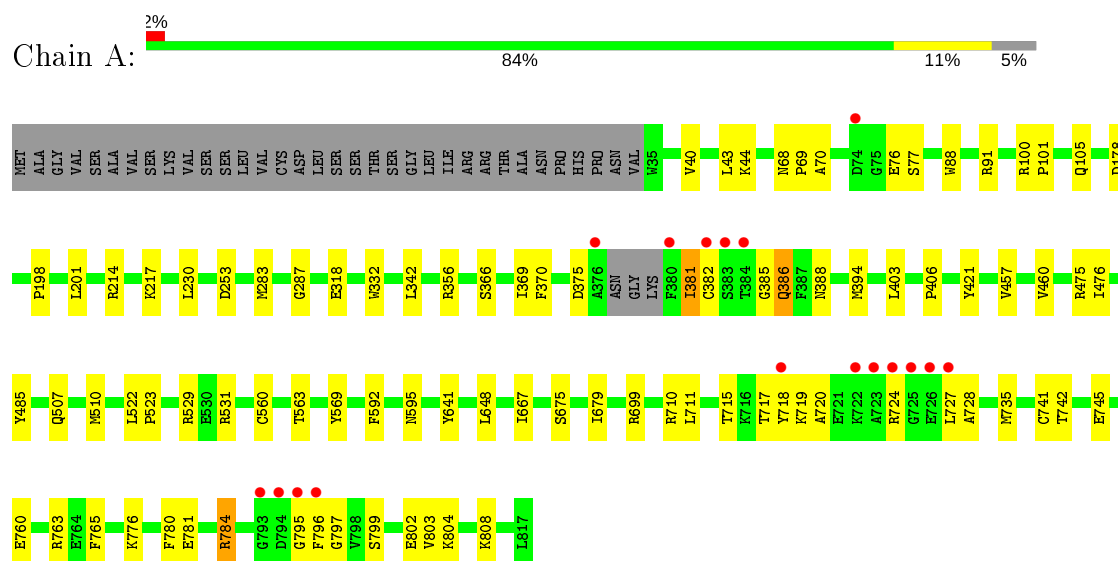 2%
Chain A:
84% 11% 5%
MET ALA GLY VAL SER ALA VAL SER LYS VAL SER SER LEU VAL CYS ASP LEU SER SER THR SER GLY LEU ILE ARG ARG THR ALA ASN PRO HIS PRO ASN VAL W35 V40 L43 K44 N68 P69 A70 D74 G75 E76 S77 W88 R91 R100 P101 Q105 D178
P198 L201 R214 K217 L230 D253 M283 G287 E318 W332 L342 R356 S366 I369 F370 D375 A376 ASN GLY LYS F380 I381 C382 S383 T384 G385 Q386 F387 N388 M394 L403 P406 Y421 V457 V460 R475 I476
Y485 Q507 M510 L522 P523 R529 E530 R531 C560 T563 Y569 F592 N595 Y641 L648 I667 S675 I679 R699 R710 L711 T715 K716 T717 Y718 K719 A720 E721 K722 A723 R724 G725 E726 L727 A728 M735 C741 T742 E745
E760 R763 E764 F765 K776 F780 E781 R784 G793 D794 G795 F796 G797 V798 S799 E802 V803 K804 K808 L817